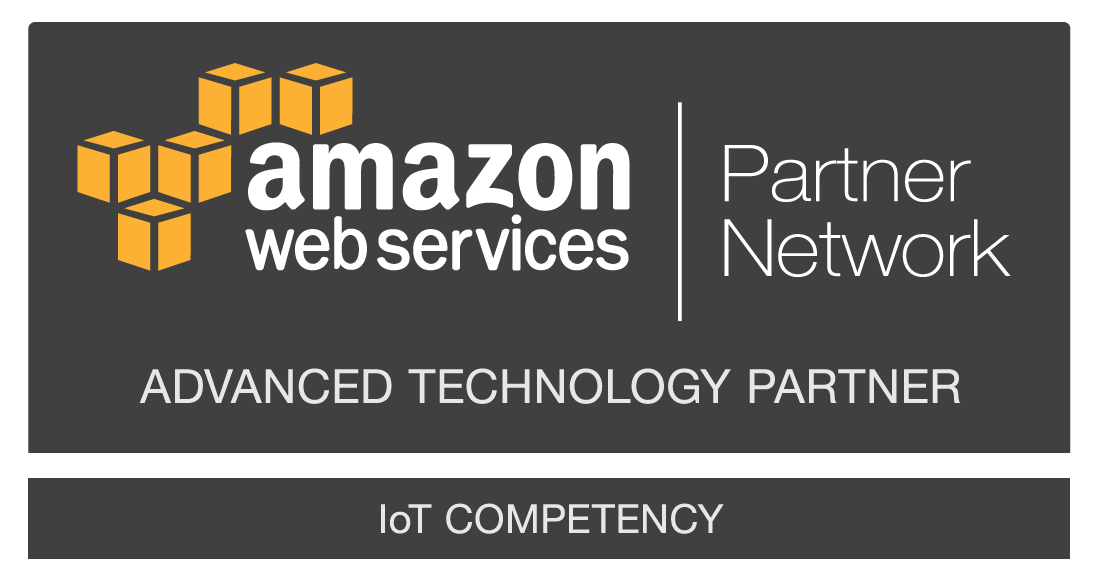 amazon
web services
Partner
Network
ADVANCED TECHNOLOGY PARTNER
IoT COMPETENCY